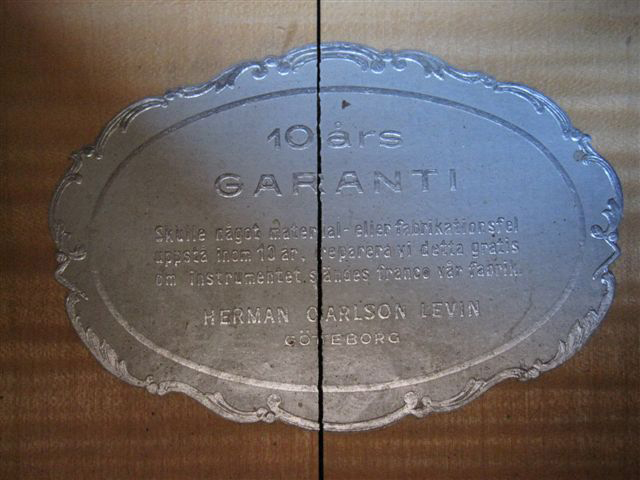 10 års
GARANTI
Skulle något material- eller fabrikationsfel
uppstå inom 10 år, reparera vi detta gratis
om instrumentet sändes franco vår fabrik.
HERMAN CARLSON LEVIN
GÖTEBORG